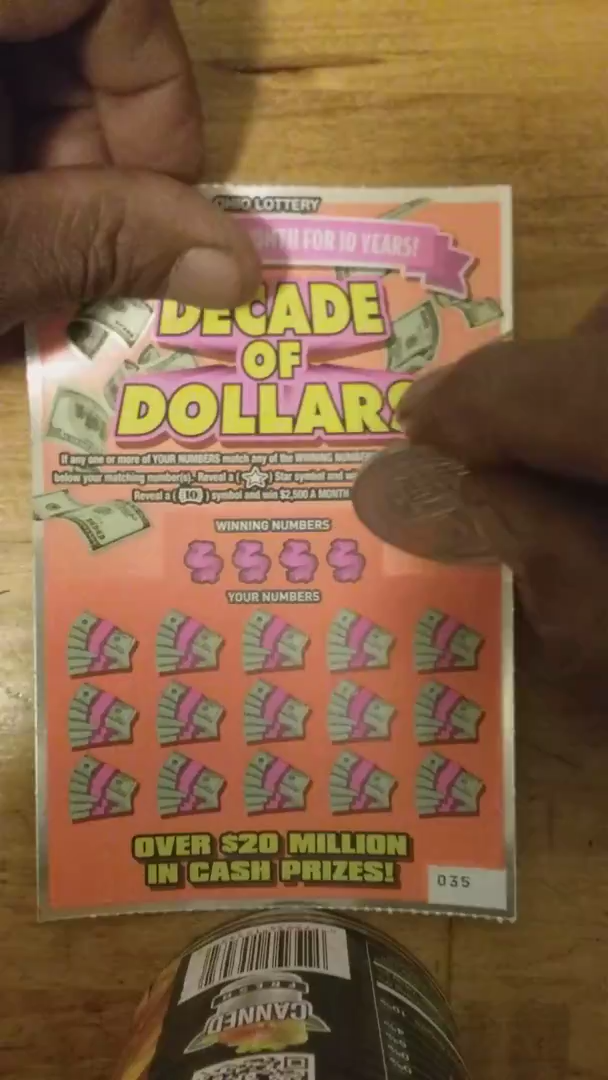 OHIO LOTTERY
MONTH FOR 10 YEARS!
DECADE
OF
DOLLARS
If any one or more of YOUR NUMBERS match any of the WINNING NUMBERS
below your matching number(s). Reveal a ( ) Star symbol and
Reveal a ( 10 ) symbol and win $2,500 A MONTH
WINNING NUMBERS
YOUR NUMBERS
OVER $20 MILLION
IN CASH PRIZES!
035
FRESH
CANNED